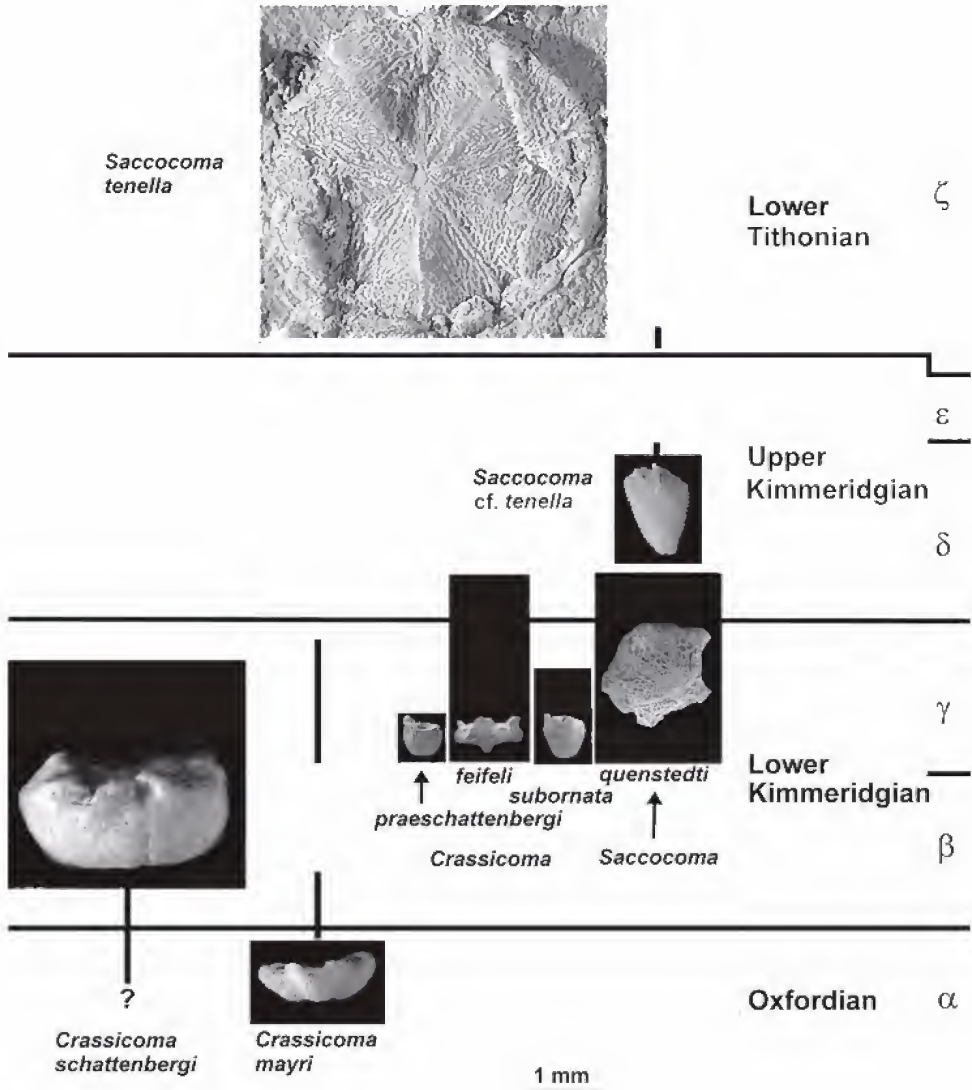 Saccocoma
tenella
Lower
Tithonian
ζ
ε
Upper
Kimmeridgian
Saccocoma
cf. tenella
δ
γ
feifeli
quenstedti
subornata
praeschattenbergi
Lower
Kimmeridgian
Crassicoma
Saccocoma
β
?
Oxfordian
α
Crassicoma
schattenbergi
Crassicoma
mayri
1 mm